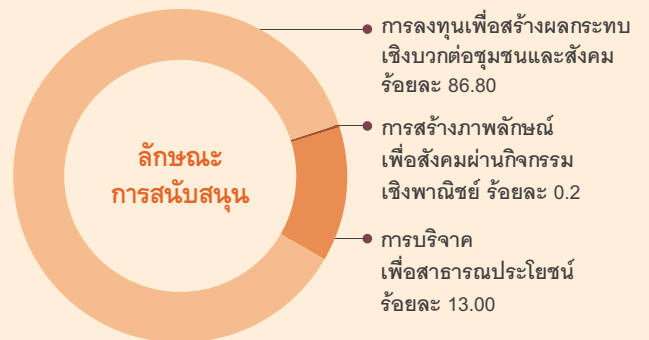 ลักษณะ
การสนับสนุน
การลงทุนเพื่อสร้างผลกระทบ
เชิงบวกต่อชุมชนและสังคม
ร้อยละ 86.80
การสร้างภาพลักษณ์
เพื่อสังคมผ่านกิจกรรม
เชิงพาณิชย์ ร้อยละ 0.2
การบริจาค
เพื่อสาธารณประโยชน์
ร้อยละ 13.00